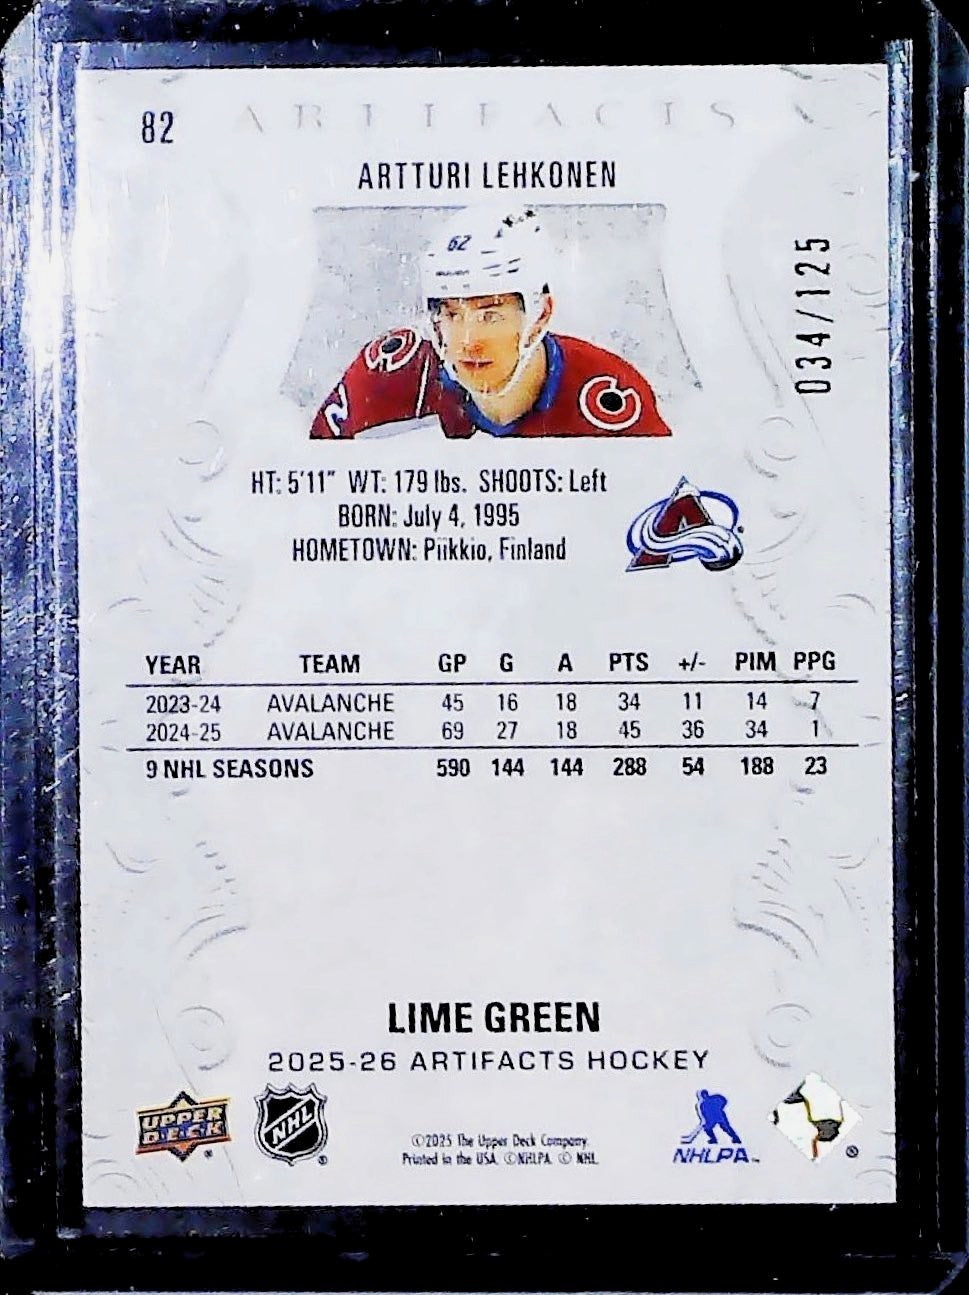 ARTIFACTS
82
ARTTURI LEHKONEN
62
034/125
HT: 5'11" WT: 179 lbs. SHOOTS: Left
BORN: July 4, 1995
HOMETOWN: Piikkio, Finland
YEAR TEAM GP G A PTS +/- PIM PPG
2023-24 AVALANCHE 45 16 18 34 11 14 7
2024-25 AVALANCHE 69 27 18 45 36 34 1
9 NHL SEASONS 590 144 144 288 54 188 23
LIME GREEN
2025-26 ARTIFACTS HOCKEY
UPPER DECK
NHL
©2025 The Upper Deck Company.
Printed in the USA. ©NHLPA. © NHL.
NHLPA